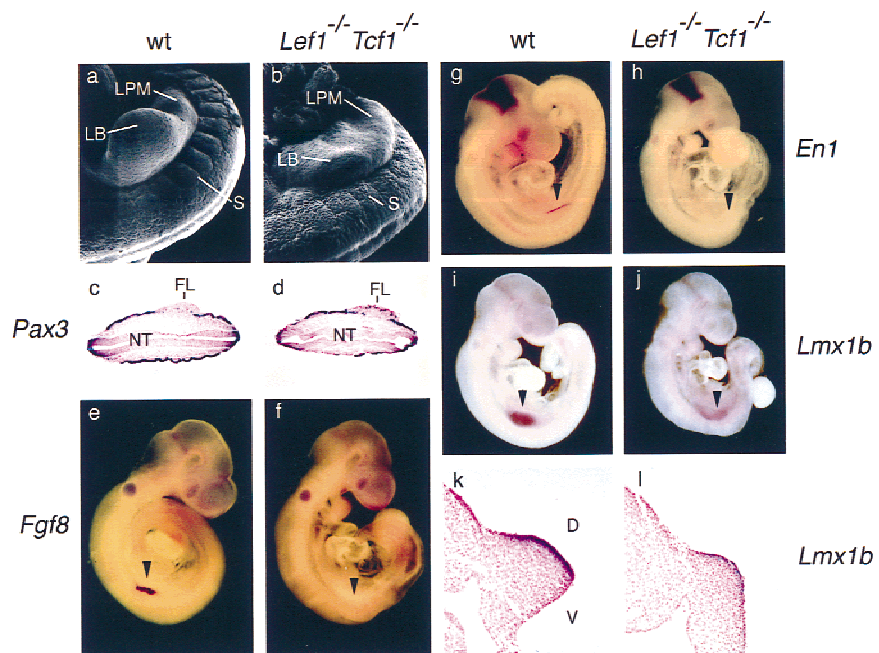 wt
Lef1-/- Tcf1-/-
wt
Lef1-/- Tcf1-/-
a
LPM
LB
S
b
LPM
LB
S
g
h
En1
Pax3
c
FL
NT
d
FL
NT
i
j
Lmx1b
Fgf8
e
f
k
D
V
l
Lmx1b